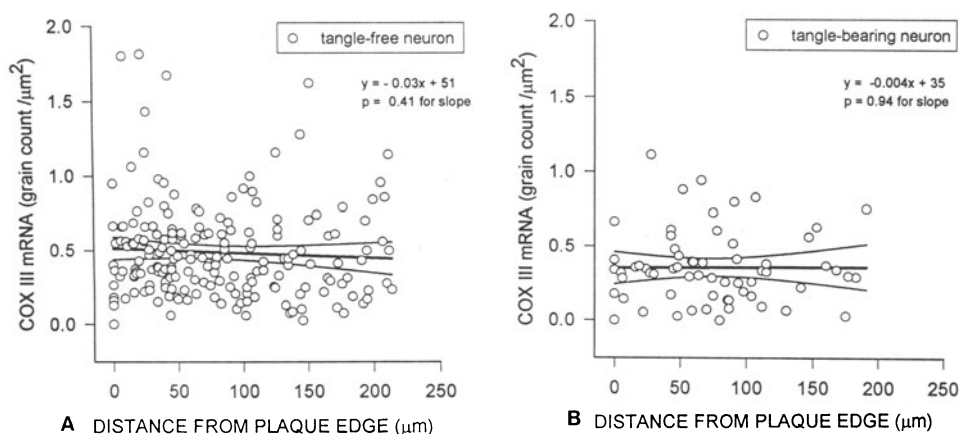 2.0
1.5
1.0
0.5
0.0
COX III mRNA (grain count /μm2)
tangle-free neuron
y = - 0.03x + 51
p = 0.41 for slope
0 50 100 150 200 250
A DISTANCE FROM PLAQUE EDGE (μm)
2.0
1.5
1.0
0.5
0.0
COX III mRNA (grain count /μm2)
tangle-bearing neuron
y = -0.004x + 35
p = 0.94 for slope
0 50 100 150 200 250
B DISTANCE FROM PLAQUE EDGE (μm)